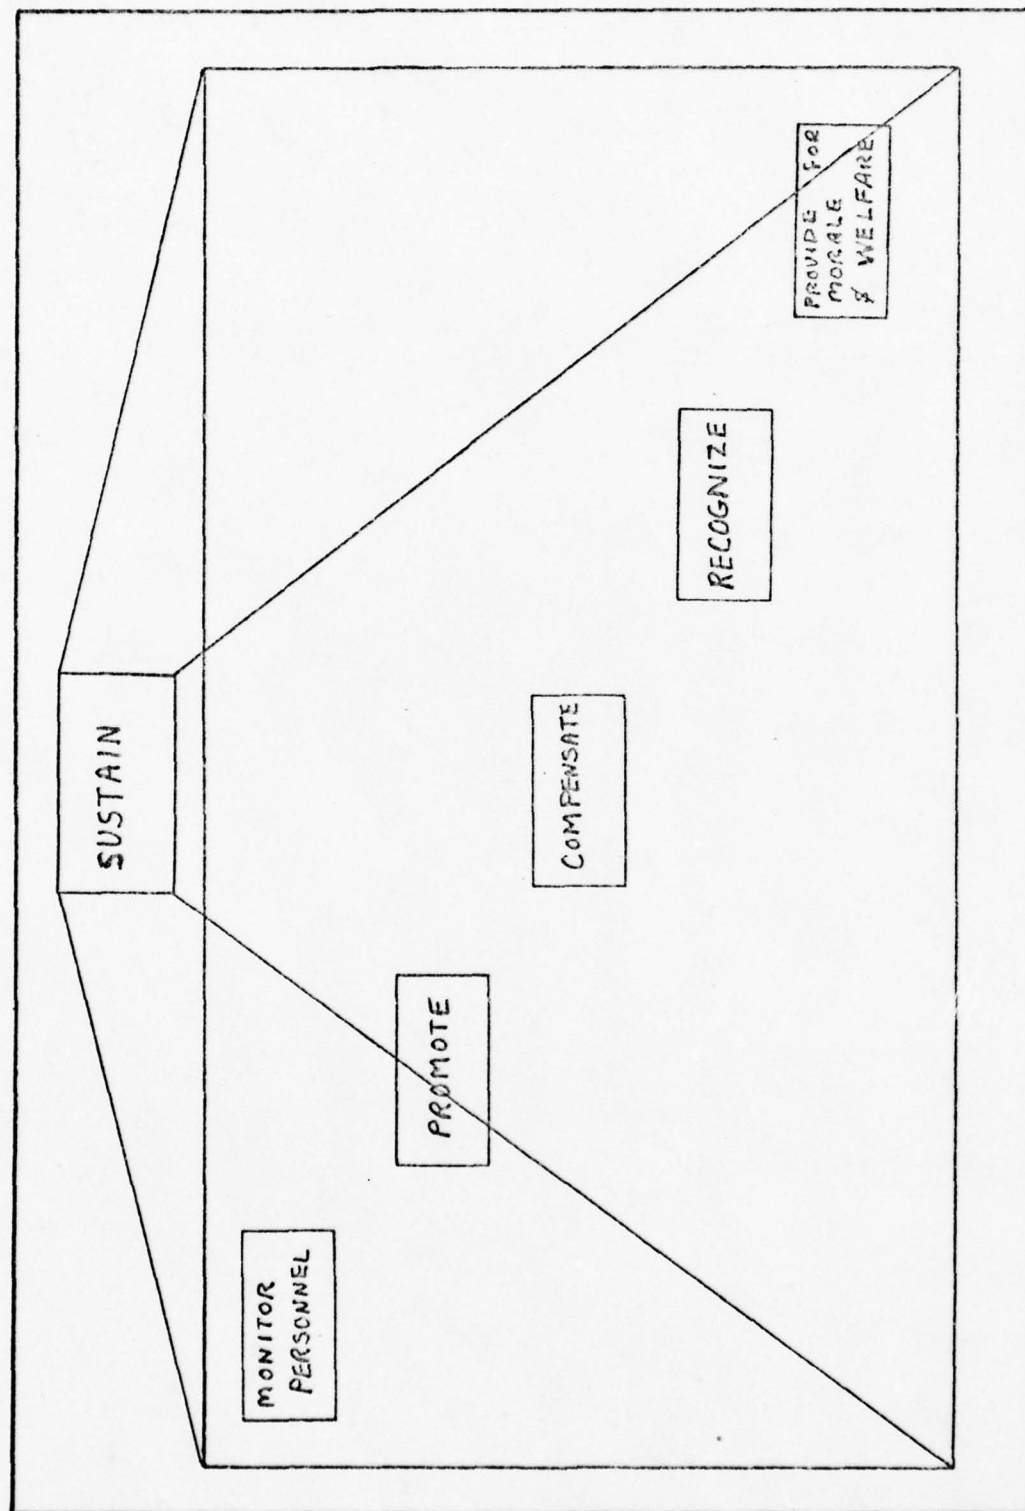 SUSTAIN
MONITOR
PERSONNEL
PROMOTE
COMPENSATE
RECOGNIZE
PROVIDE FOR
MORALE
& WELFARE